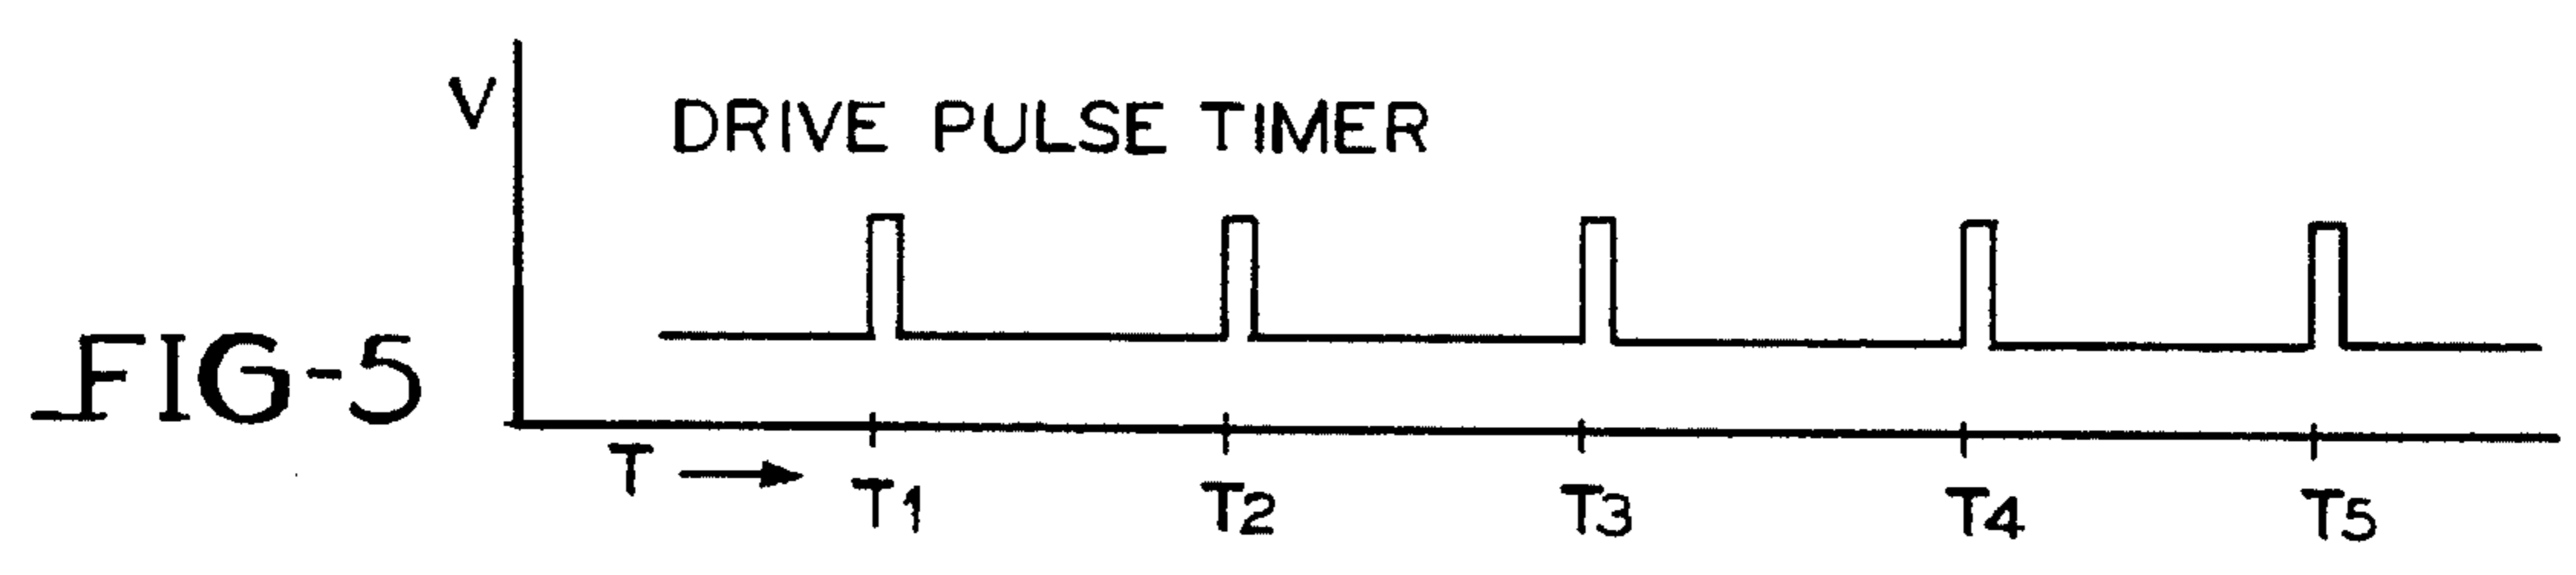 V
DRIVE PULSE TIMER
FIG-5
T
T1 T2 T3 T4 T5